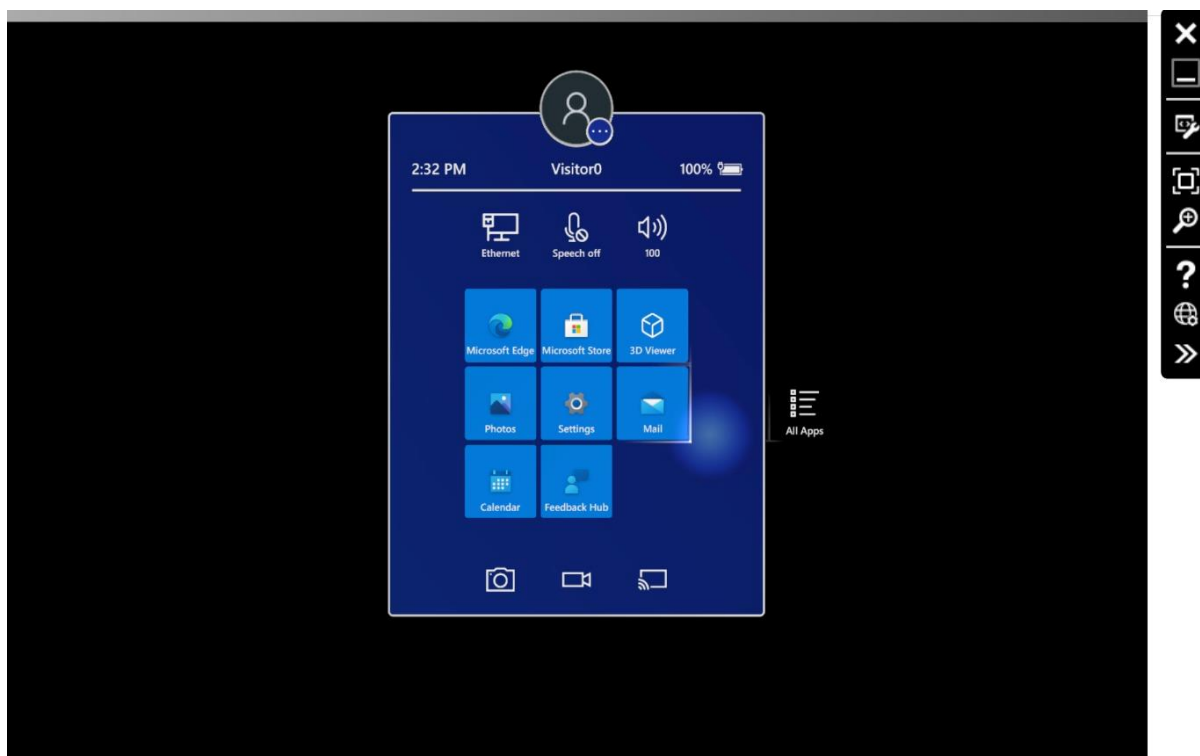 2:32 PM Visitor0 100%
Ethernet Speech off 100
Microsoft Edge Microsoft Store 3D Viewer
Photos Settings Mail
All Apps
Calendar Feedback Hub